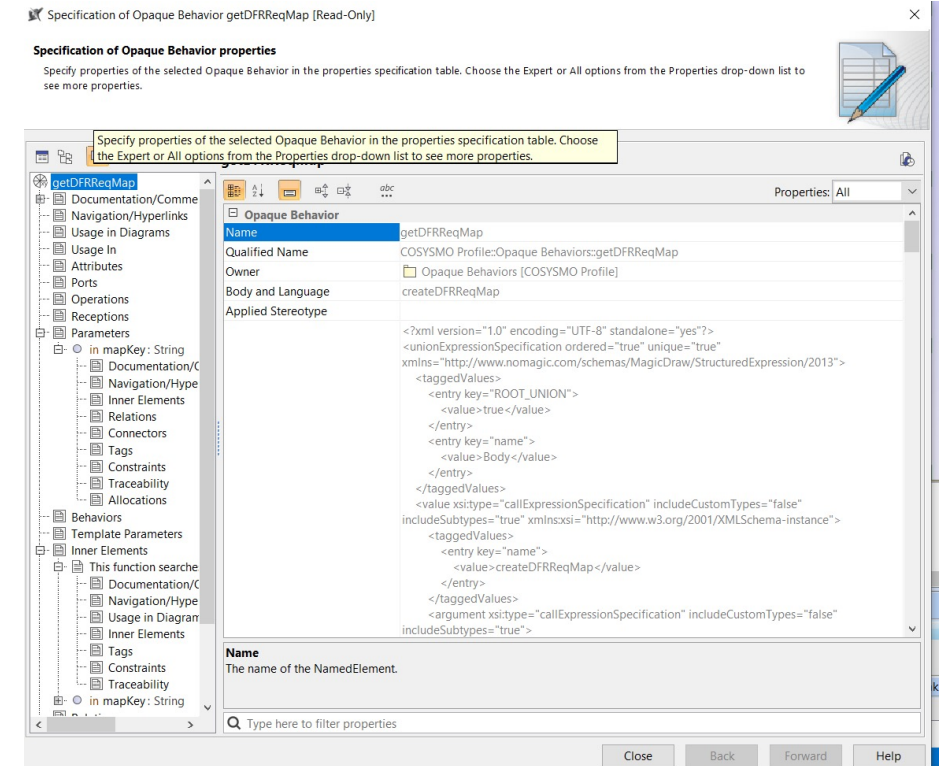 Specification of Opaque Behavior getDFRReqMap [Read-Only]
Specification of Opaque Behavior properties
Specify properties of the selected Opaque Behavior in the properties specification table. Choose the Expert or All options from the Properties drop-down list to
see more properties.
Specify properties of the selected Opaque Behavior in the properties specification table. Choose
the Expert or All options from the Properties drop-down list to see more properties.
getDFRReqMap
Documentation/Comme
Navigation/Hyperlinks
Usage in Diagrams
Usage In
Attributes
Ports
Operations
Receptions
Parameters
in mapKey : String
Documentation/C
Navigation/Hype
Inner Elements
Relations
Connectors
Tags
Constraints
Traceability
Allocations
Behaviors
Template Parameters
Inner Elements
This function searche
Documentation/C
Navigation/Hype
Usage in Diagram
Inner Elements
Tags
Constraints
Traceability
in mapKey : String
abc
Properties: All
Opaque Behavior
Name getDFRReqMap
Qualified Name COSYSMO Profile::Opaque Behaviors::getDFRReqMap
Owner Opaque Behaviors [COSYSMO Profile]
Body and Language createDFRReqMap
Applied Stereotype
<?xml version="1.0" encoding="UTF-8" standalone="yes"?>
<unionExpressionSpecification ordered="true" unique="true"
xmlns="http://www.nomagic.com/schemas/MagicDraw/StructuredExpression/2013">
<taggedValues>
<entry key="ROOT_UNION">
<value>true</value>
</entry>
<entry key="name">
<value>Body</value>
</entry>
</taggedValues>
<value xsi:type="callExpressionSpecification" includeCustomTypes="false"
includeSubtypes="true" xmlns:xsi="http://www.w3.org/2001/XMLSchema-instance">
<taggedValues>
<entry key="name">
<value>createDFRReqMap</value>
</entry>
</taggedValues>
<argument xsi:type="callExpressionSpecification" includeCustomTypes="false"
includeSubtypes="true">
Name
The name of the NamedElement.
Type here to filter properties
Close Back Forward Help